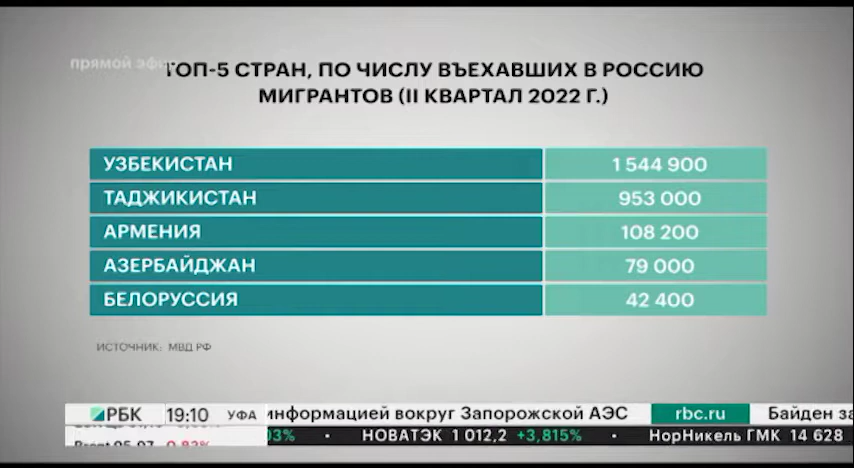 прямой эфир
ТОП-5 СТРАН, ПО ЧИСЛУ ВЪЕХАВШИХ В РОССИЮ
МИГРАНТОВ (II КВАРТАЛ 2022 Г.)
УЗБЕКИСТАН 1 544 900
ТАДЖИКИСТАН 953 000
АРМЕНИЯ 108 200
АЗЕРБАЙДЖАН 79 000
БЕЛОРУССИЯ 42 400
ИСТОЧНИК: МВД РФ
РБК 19:10 УФА информацией вокруг Запорожской АЭС rbc.ru Байден за
03% • НОВАТЭК 1 012,2 +3,815% • НорНикель ГМК 14 628